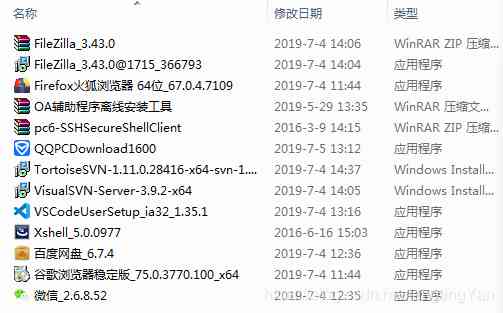 名称 修改日期 类型
FileZilla_3.43.0 2019-7-4 14:06 WinRAR ZIP 压缩...
FileZilla_3.43.0@1715_366793 2019-7-4 14:05 应用程序
Firefox火狐浏览器 64位_67.0.4.7109 2019-7-4 11:44 应用程序
OA辅助程序离线安装工具 2019-5-29 13:35 WinRAR 压缩文...
pc6-SSHSecureShellClient 2016-3-9 14:15 WinRAR ZIP 压缩...
QQPCDownload1600 2019-7-5 13:12 应用程序
TortoiseSVN-1.11.0.28416-x64-svn-1.... 2019-7-4 14:37 Windows Install...
VisualSVN-Server-3.9.2-x64 2019-7-4 14:05 Windows Install...
VSCodeUserSetup_ia32_1.35.1 2019-7-4 13:16 应用程序
Xshell_5.0.0977 2016-6-16 15:03 应用程序
百度网盘_6.7.4 2019-7-4 12:36 应用程序
谷歌浏览器稳定版_75.0.3770.100_x64 2019-7-4 11:44 应用程序
微信_2.6.8.52 2019-7-4 12:35 应用程序